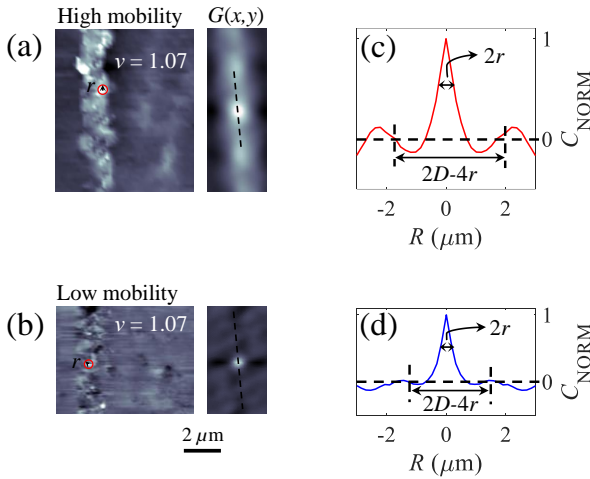 High mobility
G(x,y)
(a)
ν = 1.07
r
(c)
2r
2D-4r
1
0
C_NORM
-2
0
2
R (μm)
Low mobility
(b)
ν = 1.07
r
2 μm
(d)
2r
2D-4r
1
0
C_NORM
-2
0
2
R (μm)